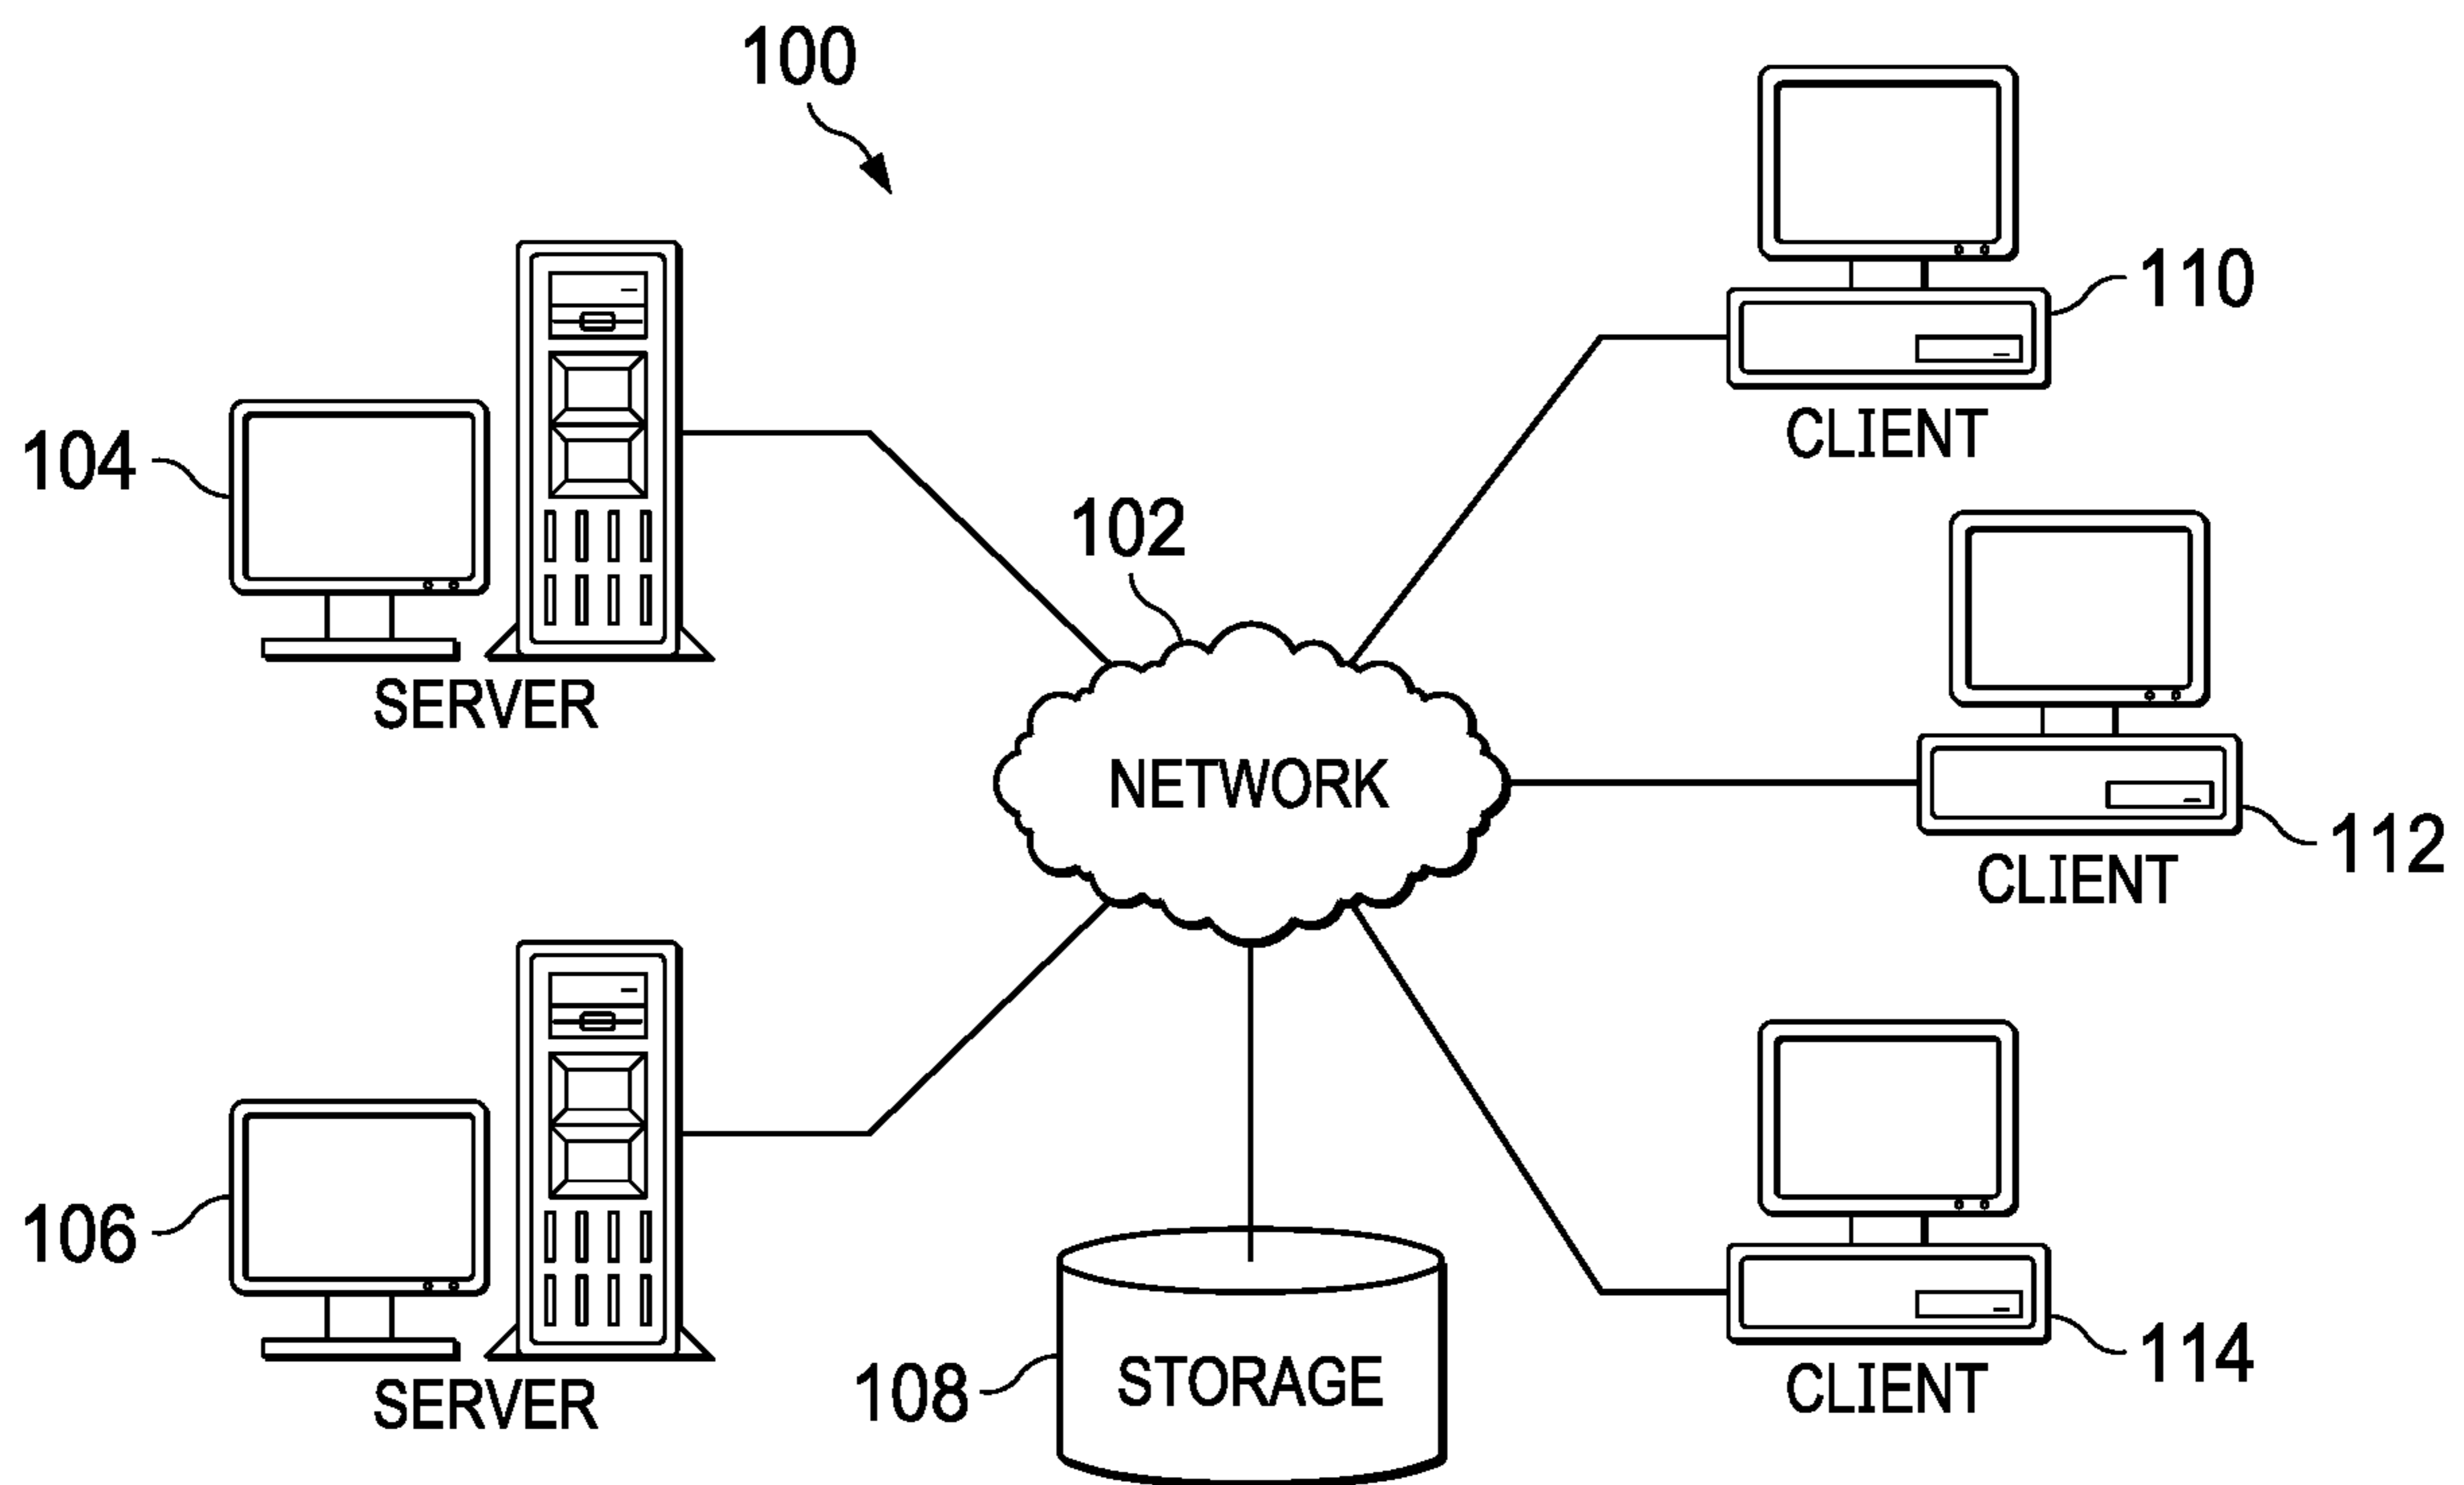 100
110
CLIENT
104
SERVER
102
NETWORK
112
CLIENT
106
SERVER
108
STORAGE
114
CLIENT